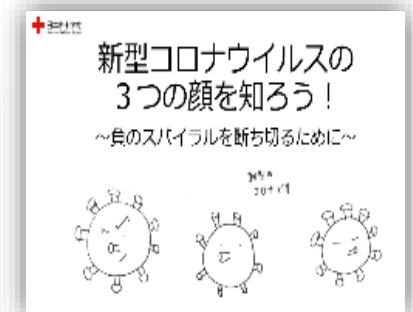 新型コロナウイルスの
３つの顔を知ろう！
～負のスパイラルを断ち切るために～